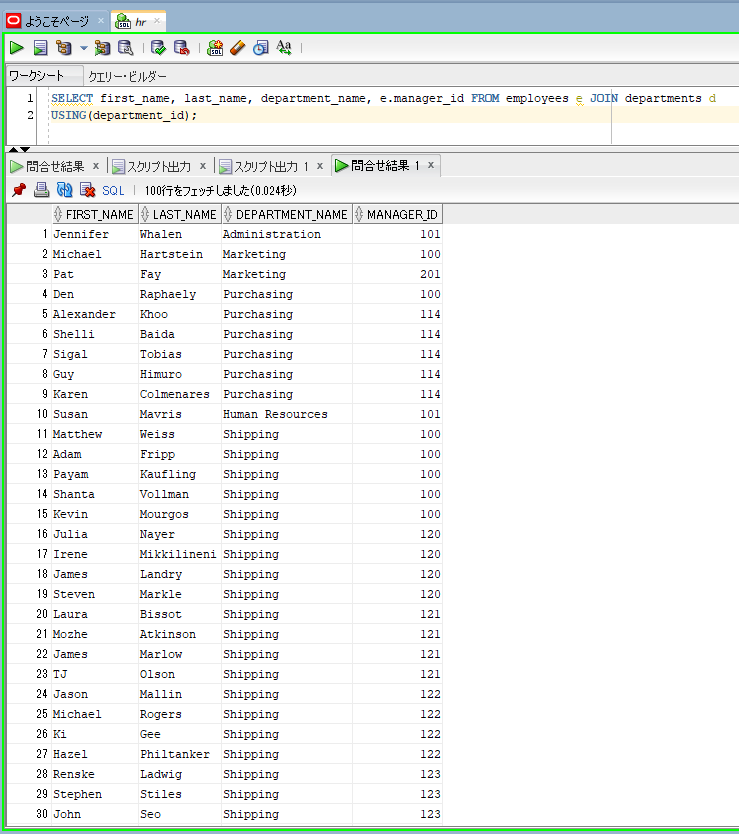 ようこそページ × SQL hr ×
SQL Aa
ワークシート クエリー・ビルダー
1 SELECT first_name, last_name, department_name, e.manager_id FROM employees e JOIN departments d
2 USING(department_id);
問合せ結果 × スクリプト出力 × スクリプト出力 1 × 問合せ結果 1 ×
SQL 100行をフェッチしました(0.024秒)
FIRST_NAME LAST_NAME DEPARTMENT_NAME MANAGER_ID
1 Jennifer Whalen Administration 101
2 Michael Hartstein Marketing 100
3 Pat Fay Marketing 201
4 Den Raphaely Purchasing 100
5 Alexander Khoo Purchasing 114
6 Shelli Baida Purchasing 114
7 Sigal Tobias Purchasing 114
8 Guy Himuro Purchasing 114
9 Karen Colmenares Purchasing 114
10 Susan Mavris Human Resources 101
11 Matthew Weiss Shipping 100
12 Adam Fripp Shipping 100
13 Payam Kaufling Shipping 100
14 Shanta Vollman Shipping 100
15 Kevin Mourgos Shipping 100
16 Julia Nayer Shipping 120
17 Irene Mikkilineni Shipping 120
18 James Landry Shipping 120
19 Steven Markle Shipping 120
20 Laura Bissot Shipping 121
21 Mozhe Atkinson Shipping 121
22 James Marlow Shipping 121
23 TJ Olson Shipping 121
24 Jason Mallin Shipping 122
25 Michael Rogers Shipping 122
26 Ki Gee Shipping 122
27 Hazel Philtanker Shipping 122
28 Renske Ladwig Shipping 123
29 Stephen Stiles Shipping 123
30 John Seo Shipping 123